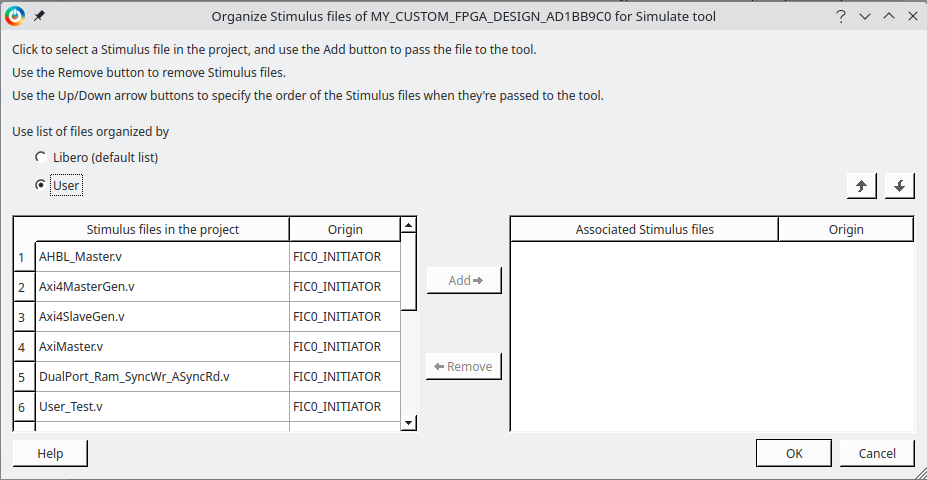 Organize Stimulus files of MY_CUSTOM_FPGA_DESIGN_AD1BB9C0 for Simulate tool
Click to select a Stimulus file in the project, and use the Add button to pass the file to the tool.
Use the Remove button to remove Stimulus files.
Use the Up/Down arrow buttons to specify the order of the Stimulus files when they're passed to the tool.
Use list of files organized by
Libero (default list)
User
Stimulus files in the project Origin
1 AHBL_Master.v FIC0_INITIATOR
2 Axi4MasterGen.v FIC0_INITIATOR
3 Axi4SlaveGen.v FIC0_INITIATOR
4 AxiMaster.v FIC0_INITIATOR
5 DualPort_Ram_SyncWr_ASyncRd.v FIC0_INITIATOR
6 User_Test.v FIC0_INITIATOR
Add
Remove
Associated Stimulus files Origin
Help
OK
Cancel